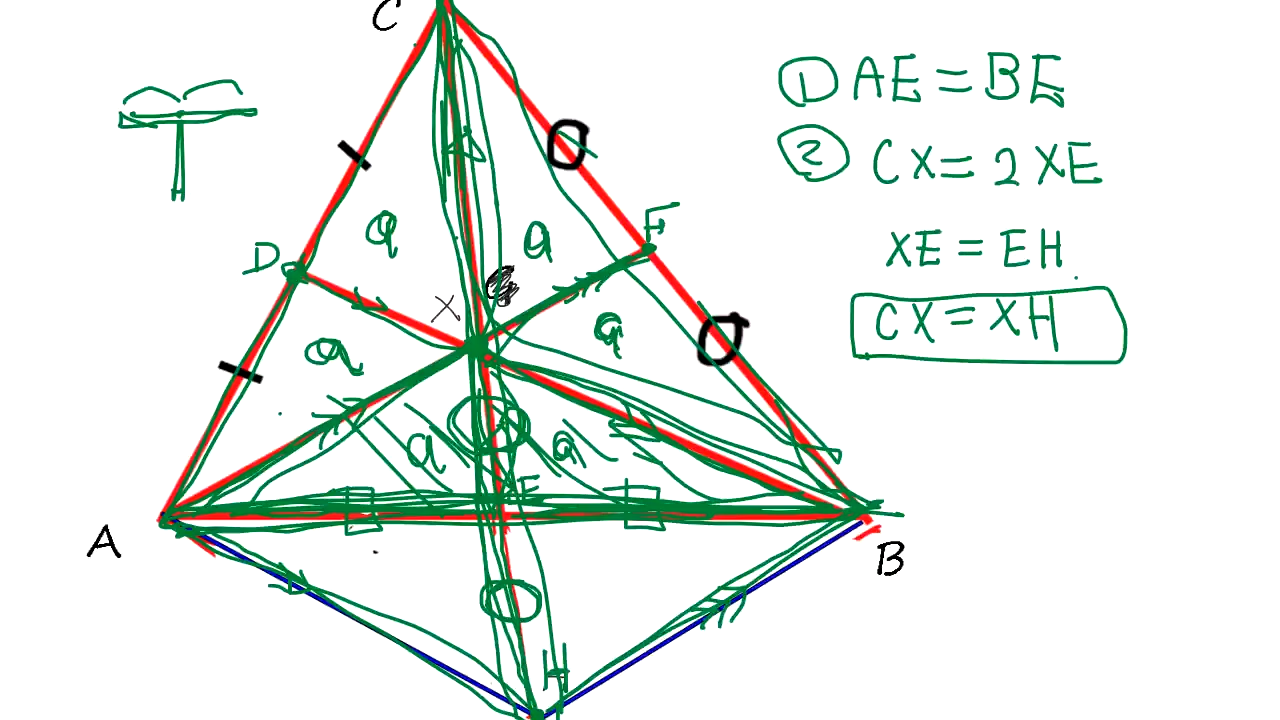 C
① AE = BE
② CX = 2XE
F
a
a
D
XE = EH
X
a
CX = XH
a
a
a
E
A
B
H